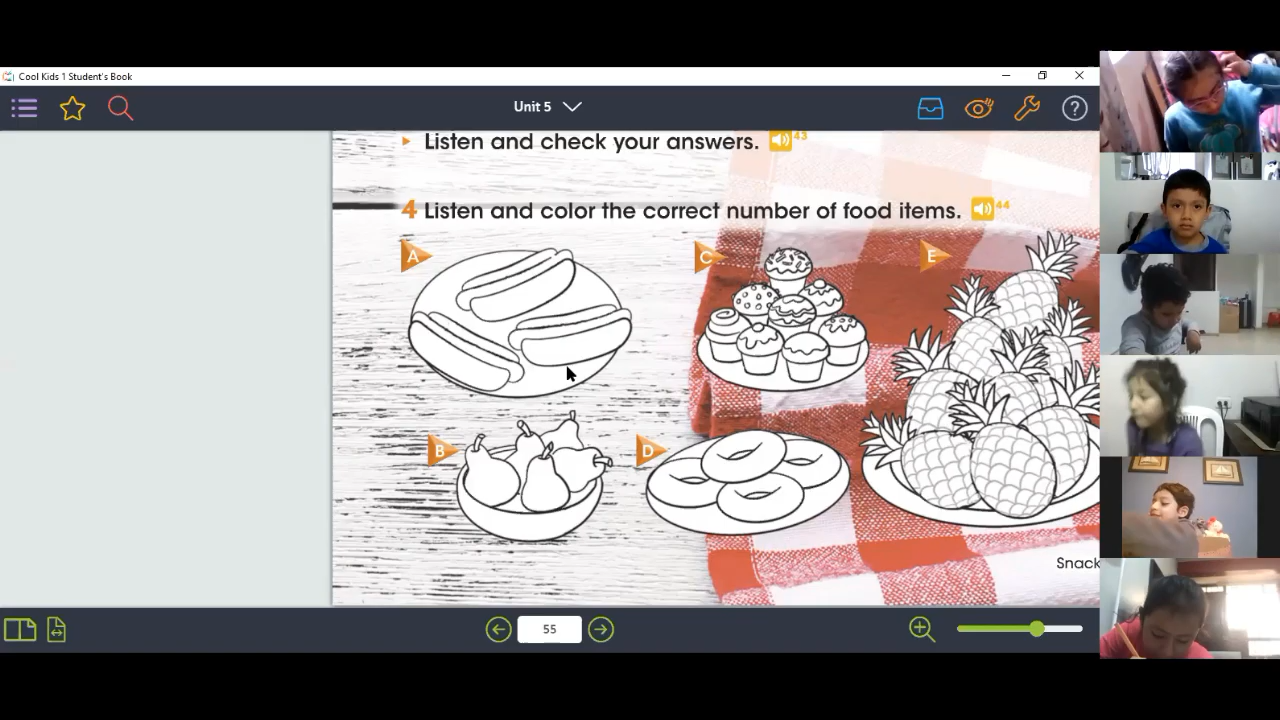 Cool Kids 1 Student's Book
Unit 5
Listen and check your answers. 43
4 Listen and color the correct number of food items. 44
A
C
E
B
D
Snack
55